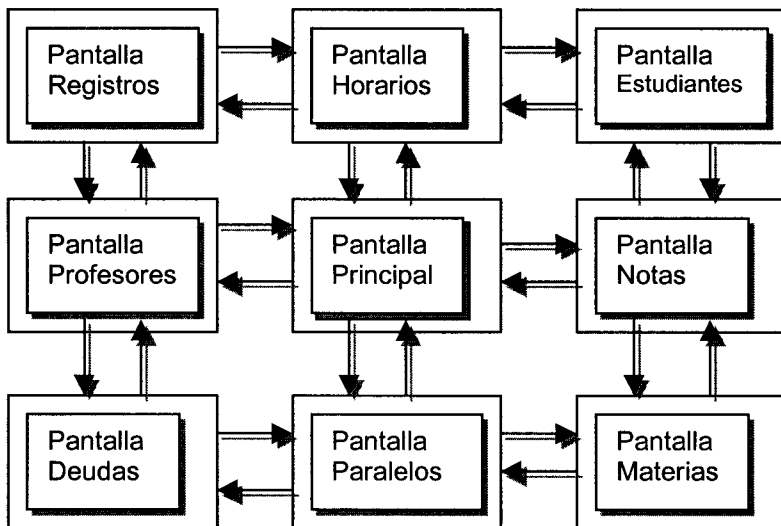 Pantalla
Registros
Pantalla
Horarios
Pantalla
Estudiantes
Pantalla
Profesores
Pantalla
Principal
Pantalla
Notas
Pantalla
Deudas
Pantalla
Paralelos
Pantalla
Materias